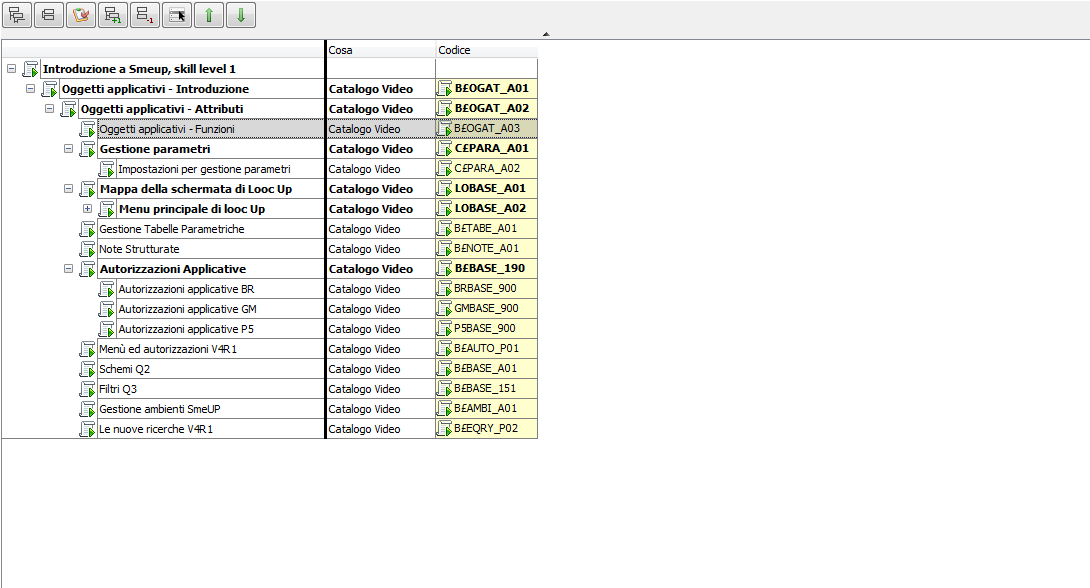 +1
-1
Cosa Codice
Introduzione a Smeup, skill level 1
Oggetti applicativi - Introduzione Catalogo Video B£OGAT_A01
Oggetti applicativi - Attributi Catalogo Video B£OGAT_A02
Oggetti applicativi - Funzioni Catalogo Video B£OGAT_A03
Gestione parametri Catalogo Video C£PARA_A01
Impostazioni per gestione parametri Catalogo Video C£PARA_A02
Mappa della schermata di Looc Up Catalogo Video LOBASE_A01
Menu principale di looc Up Catalogo Video LOBASE_A02
Gestione Tabelle Parametriche Catalogo Video B£TABE_A01
Note Strutturate Catalogo Video B£NOTE_A01
Autorizzazioni Applicative Catalogo Video B£BASE_190
Autorizzazioni applicative BR Catalogo Video BRBASE_900
Autorizzazioni applicative GM Catalogo Video GMBASE_900
Autorizzazioni applicative P5 Catalogo Video P5BASE_900
Menù ed autorizzazioni V4R1 Catalogo Video B£AUTO_P01
Schemi Q2 Catalogo Video B£BASE_A01
Filtri Q3 Catalogo Video B£BASE_151
Gestione ambienti SmeUP Catalogo Video B£AMBI_A01
Le nuove ricerche V4R1 Catalogo Video B£EQRY_P02